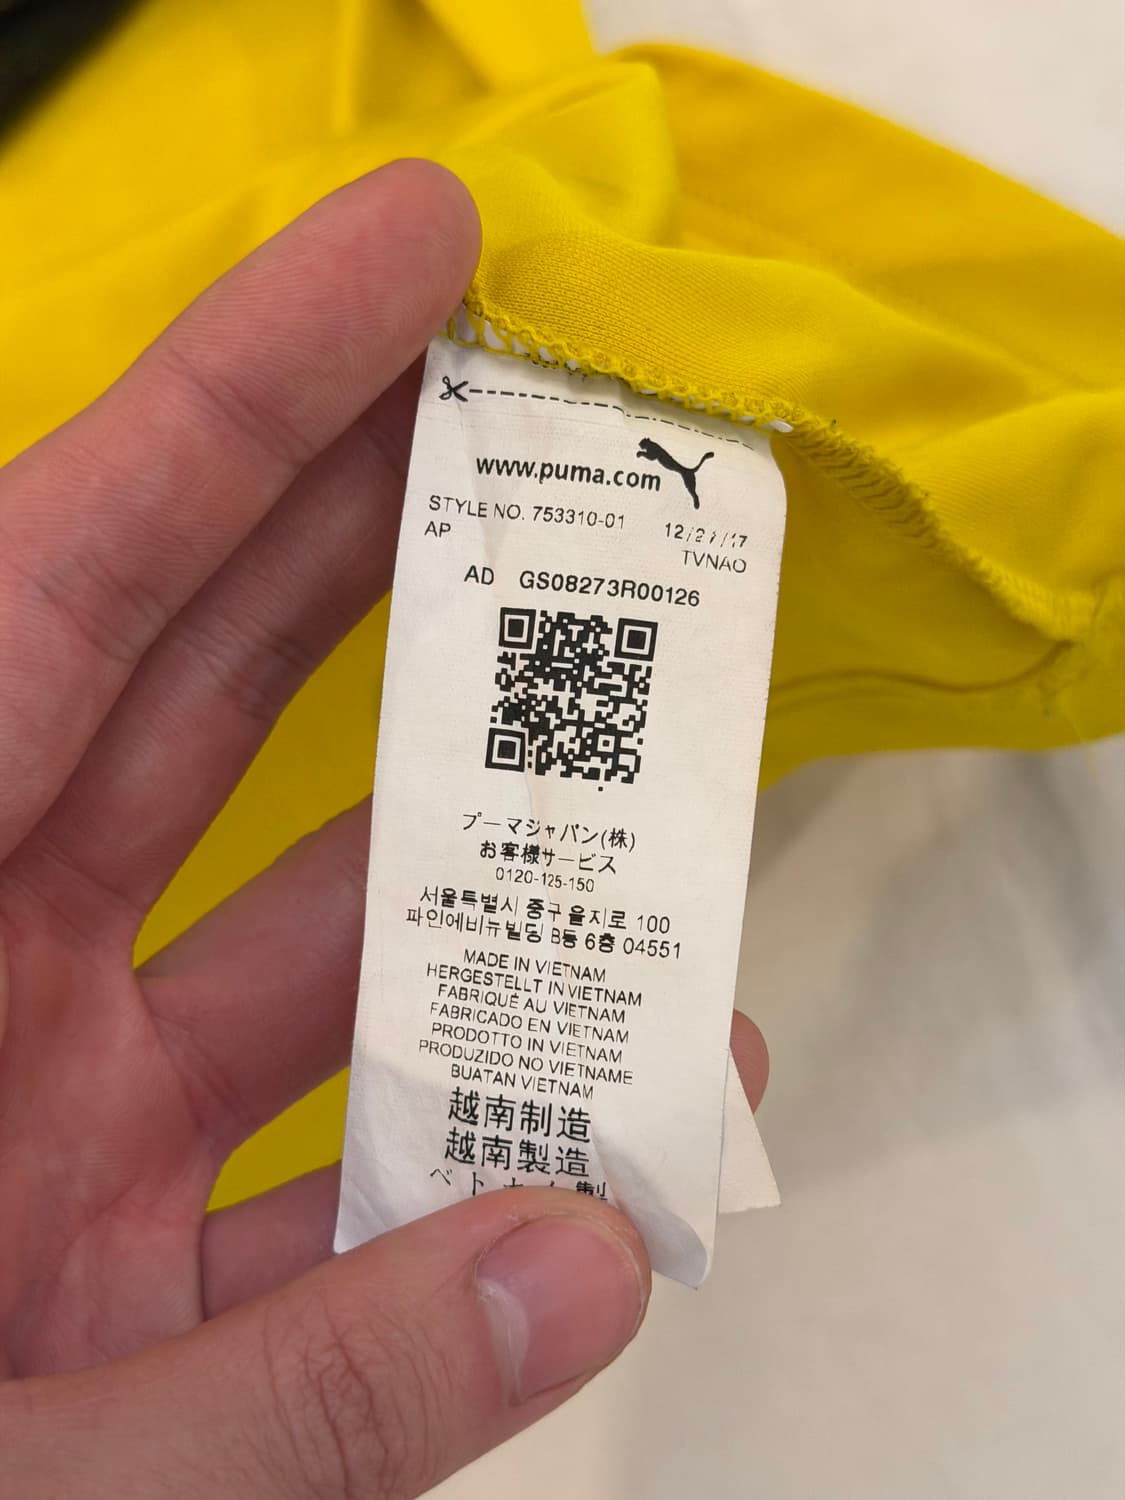 www.puma.com
STYLE NO. 753310-01
AP
TVNAO
AD GS08273R00126
プーマジャパン(株)
お客様サービス
0120-125-150
서울특별시 중구 을지로 100
파인에비뉴빌딩 B동 6층 04551
MADE IN VIETNAM
HERGESTELLT IN VIETNAM
FABRIQUÉ AU VIETNAM
FABRICADO EN VIETNAM
PRODOTTO IN VIETNAM
PRODUZIDO NO VIETNAME
BUATAN VIETNAM
越南制造
越南製造